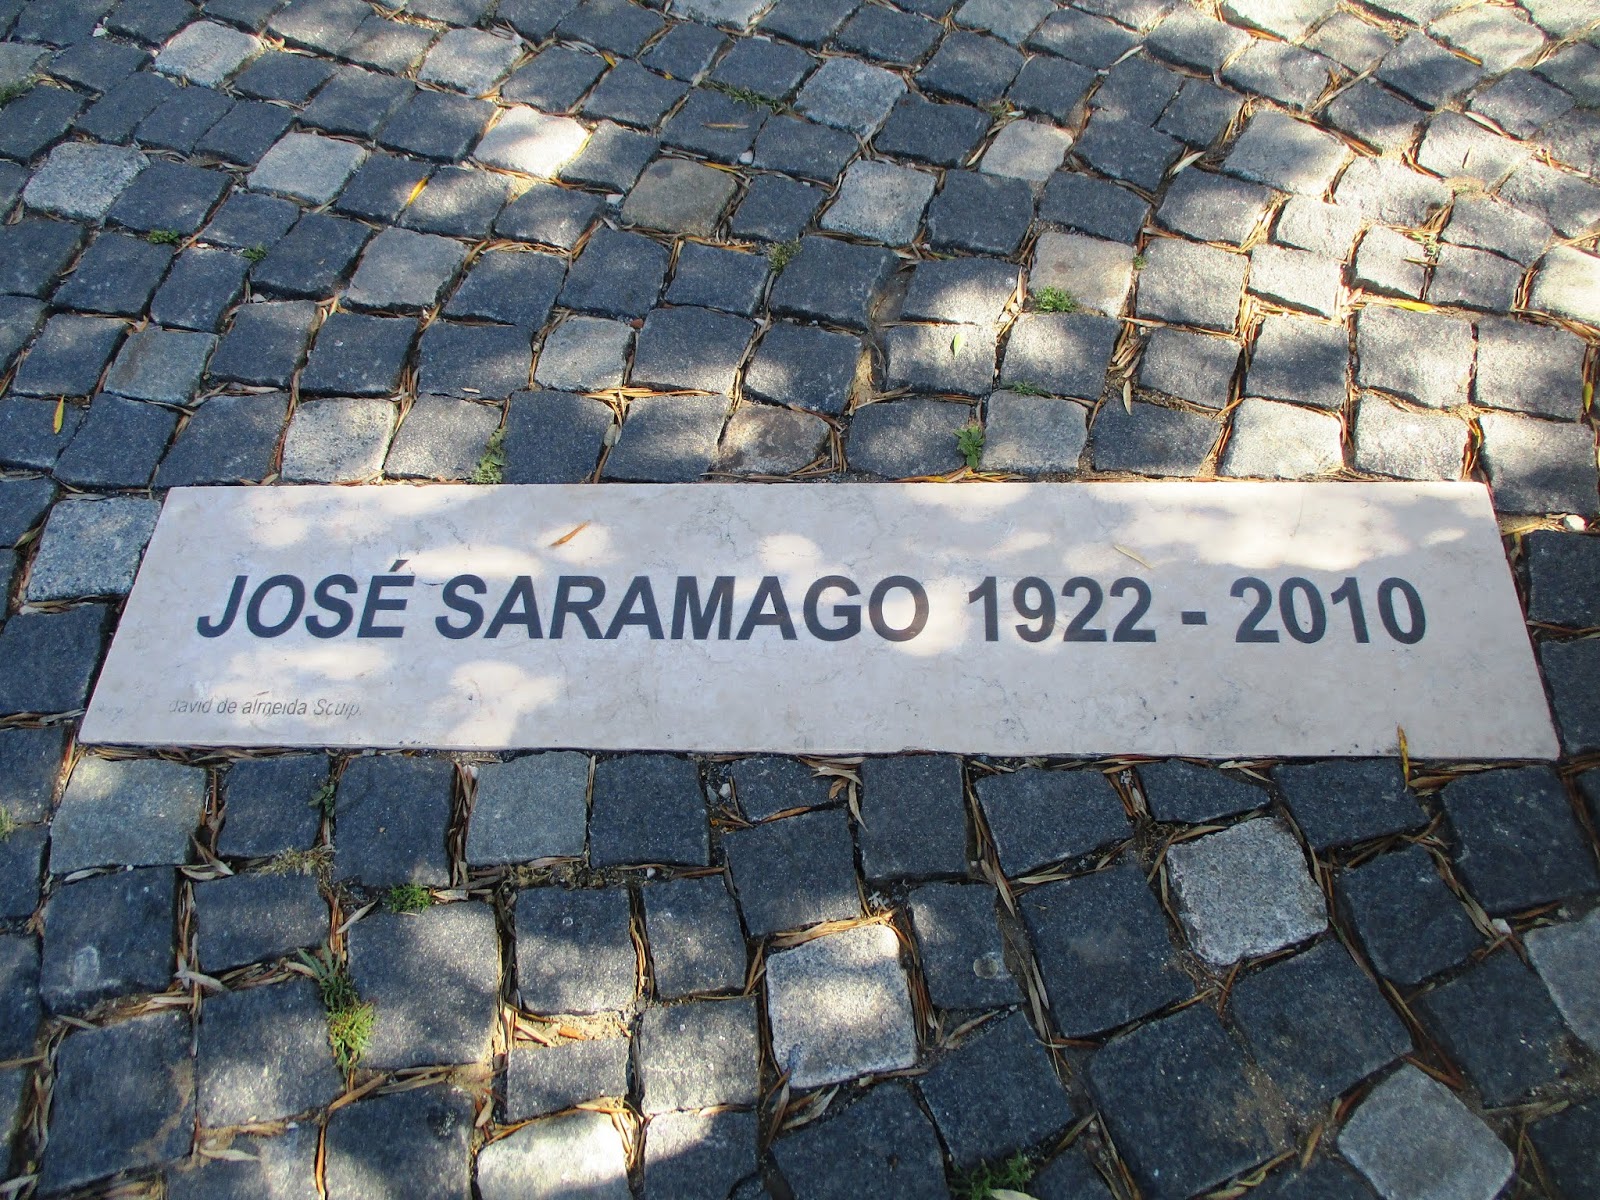 JOSÉ SARAMAGO 1922 - 2010
david de almeida Sculp.